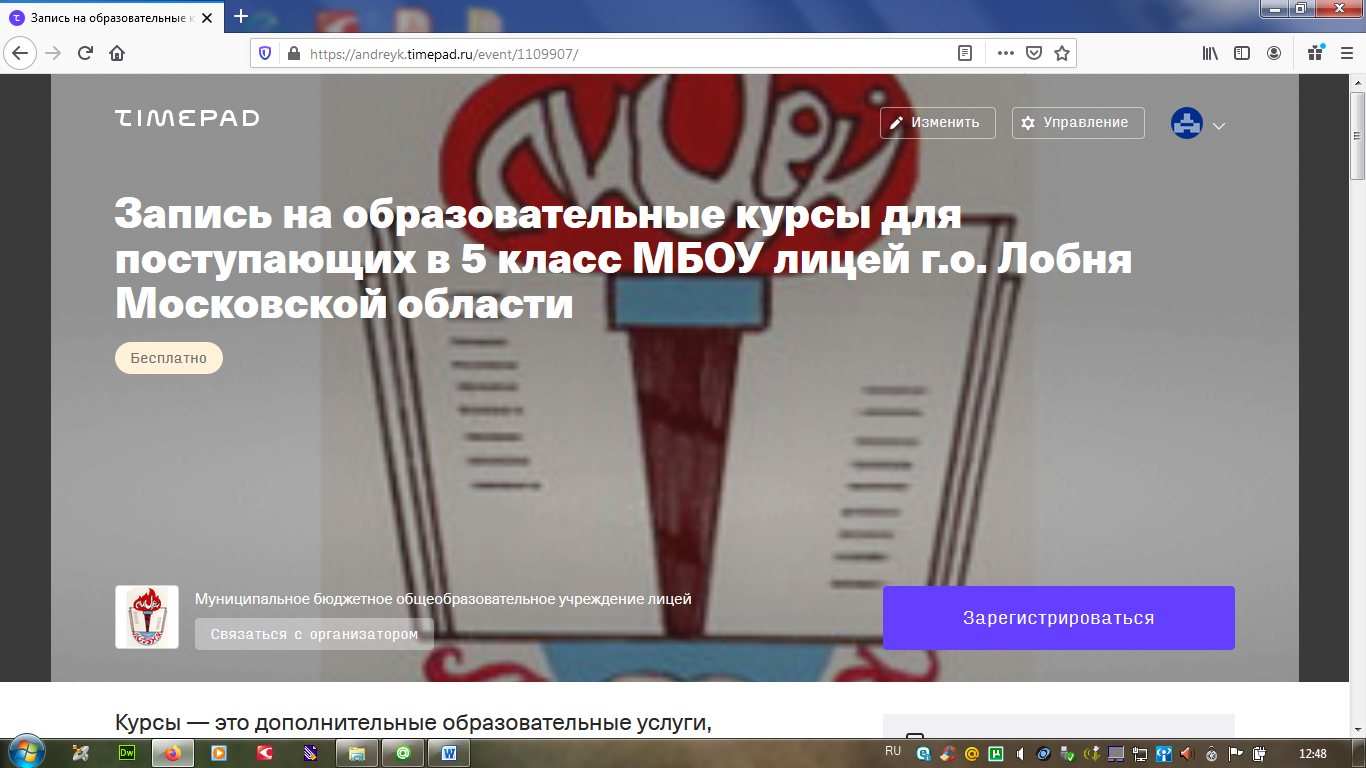 Запись на образовательные к
https://andreyk.timepad.ru/event/1109907/
TIMEPAD
Изменить
Управление
Лицей
Запись на образовательные курсы для
поступающих в 5 класс МБОУ лицей г.о. Лобня
Московской области
Бесплатно
Муниципальное бюджетное общеобразовательное учреждение лицей
Связаться с организатором
Зарегистрироваться
Курсы — это дополнительные образовательные услуги,
RU
12:48